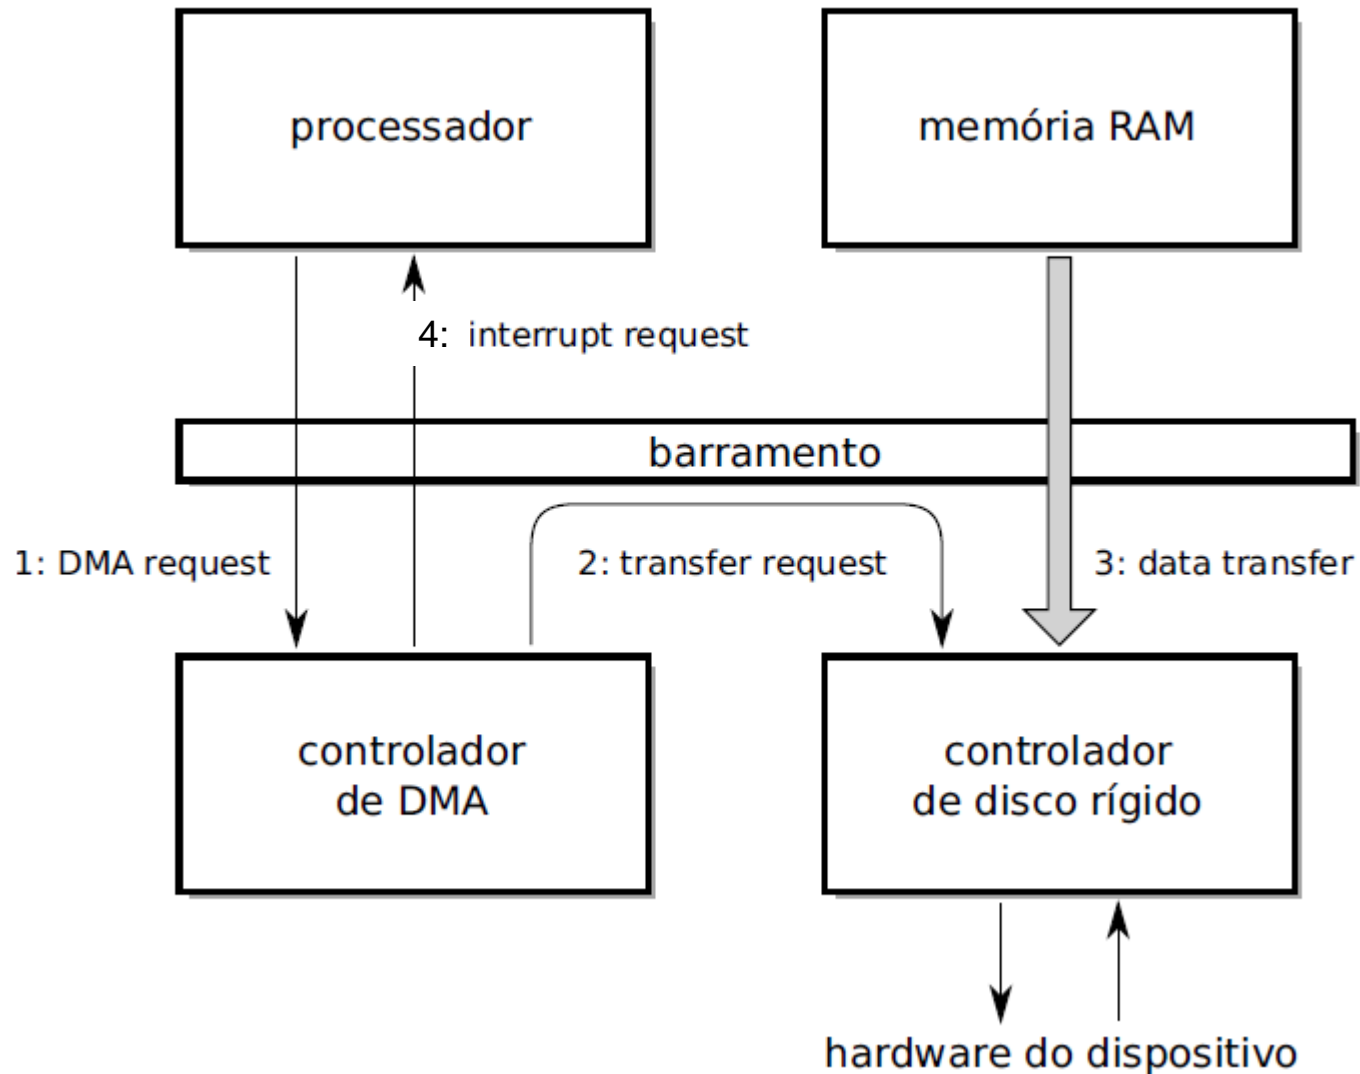 processador
memória RAM
4: interrupt request
barramento
1: DMA request
2: transfer request
3: data transfer
controlador
de DMA
controlador
de disco rígido
hardware do dispositivo